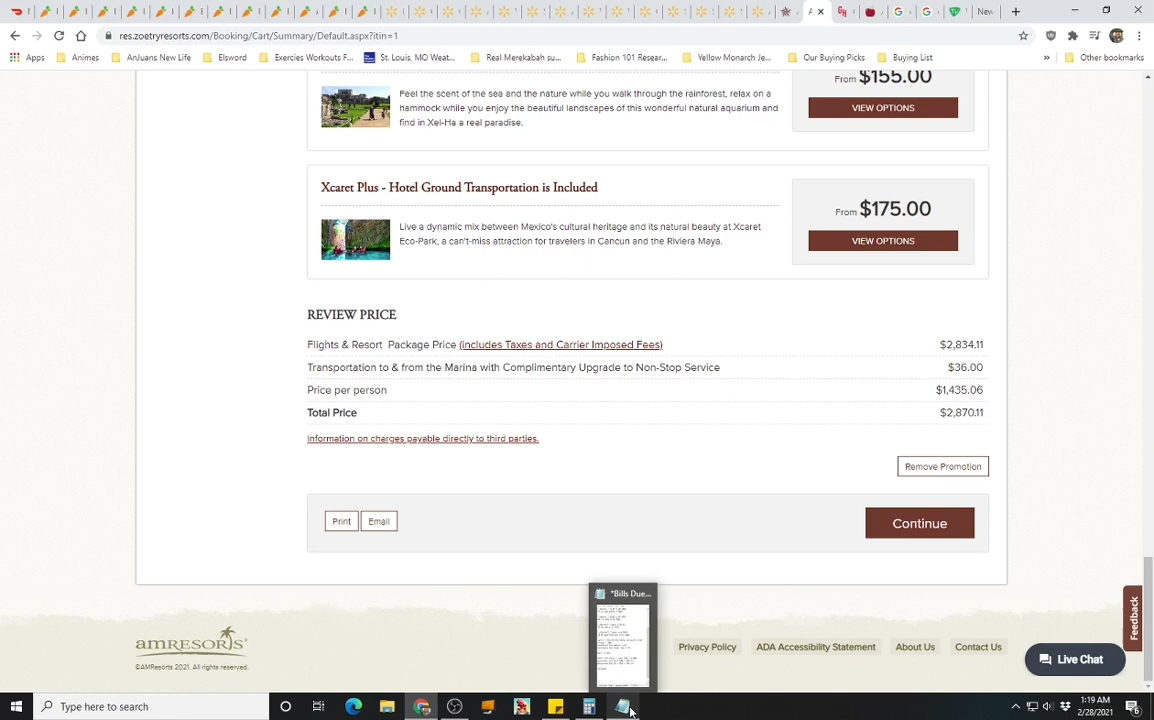 New
res.zoetryresorts.com/Booking/Cart/Summary/Default.aspx?itin=1
Apps
Animes
AnJuans New Life
Elsword
Exercies Workouts F...
St. Louis, MO Weat...
Real Merekabah su...
Fashion 101 Resear...
Yellow Monarch Je...
Our Buying Picks
Buying List
»
Other bookmarks
From $155.00
VIEW OPTIONS
Feel the scent of the sea and the nature while you walk through the rainforest, relax on a
hammock while you enjoy the beautiful landscapes of this wonderful natural aquarium and
find in Xel-Ha a real paradise.
Xcaret Plus - Hotel Ground Transportation is Included
Live a dynamic mix between Mexico's cultural heritage and its natural beauty at Xcaret
Eco-Park, a can't-miss attraction for travelers in Cancun and the Riviera Maya.
From $175.00
VIEW OPTIONS
REVIEW PRICE
Flights & Resort Package Price (includes Taxes and Carrier Imposed Fees) $2,834.11
Transportation to & from the Marina with Complimentary Upgrade to Non-Stop Service $36.00
Price per person $1,435.06
Total Price $2,870.11
Information on charges payable directly to third parties.
Remove Promotion
Print
Email
Continue
*Bills Due...
amRESORTS
©AMResorts 2021. All rights reserved.
Privacy Policy
ADA Accessibility Statement
About Us
Contact Us
Feedback
Live Chat
Type here to search
1:19 AM
2/28/2021
6